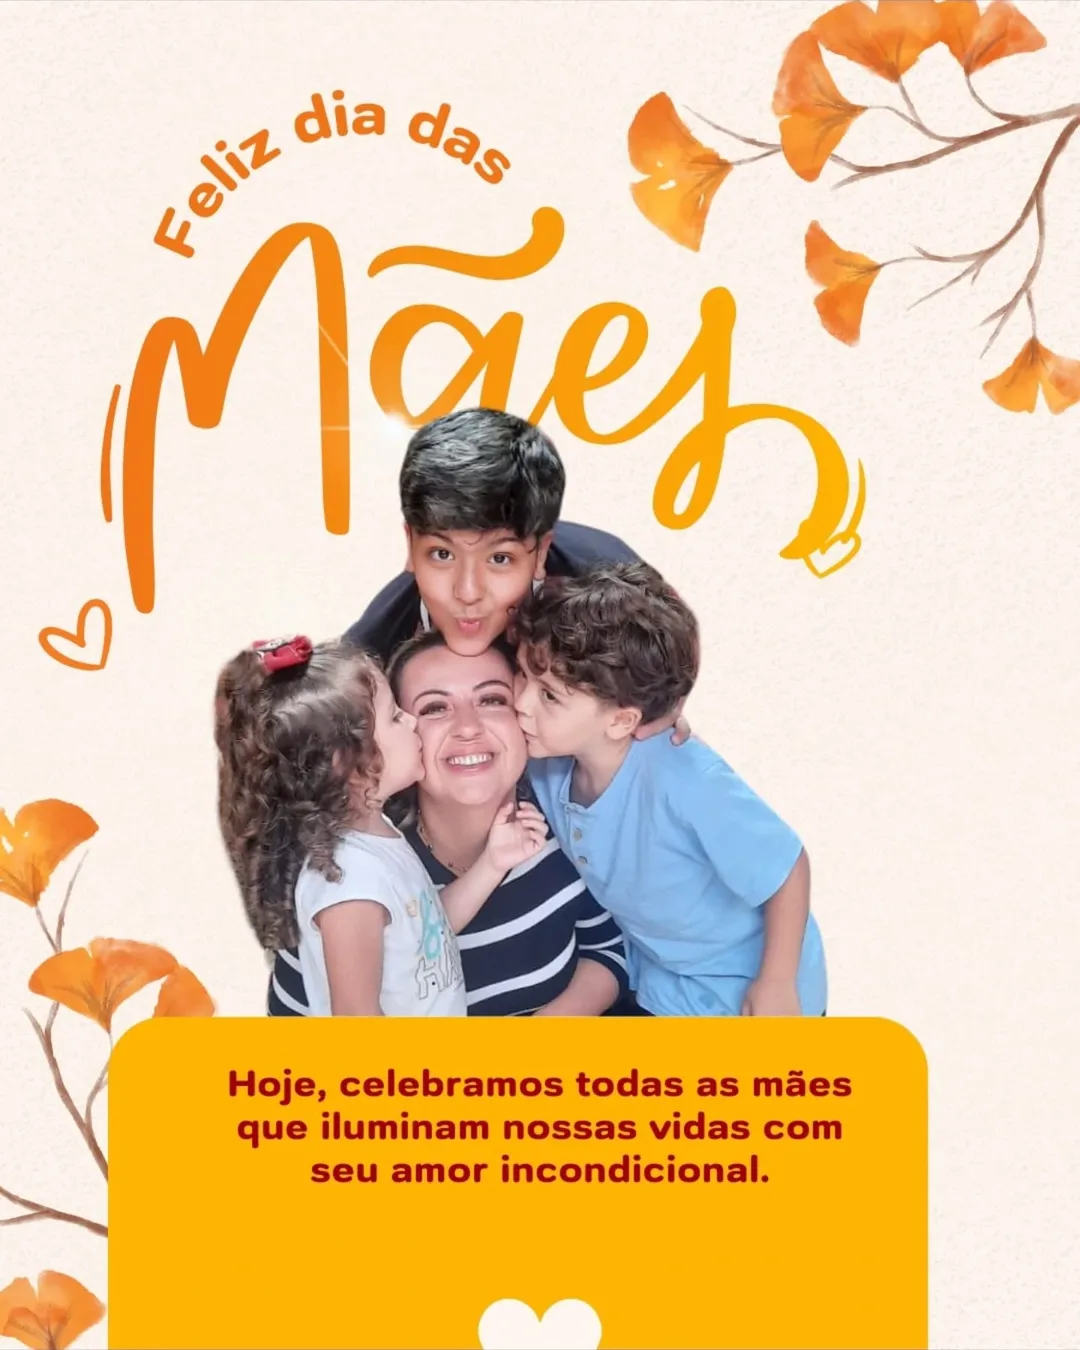 Feliz dia das
Mães
Hoje, celebramos todas as mães
que iluminam nossas vidas com
seu amor incondicional.